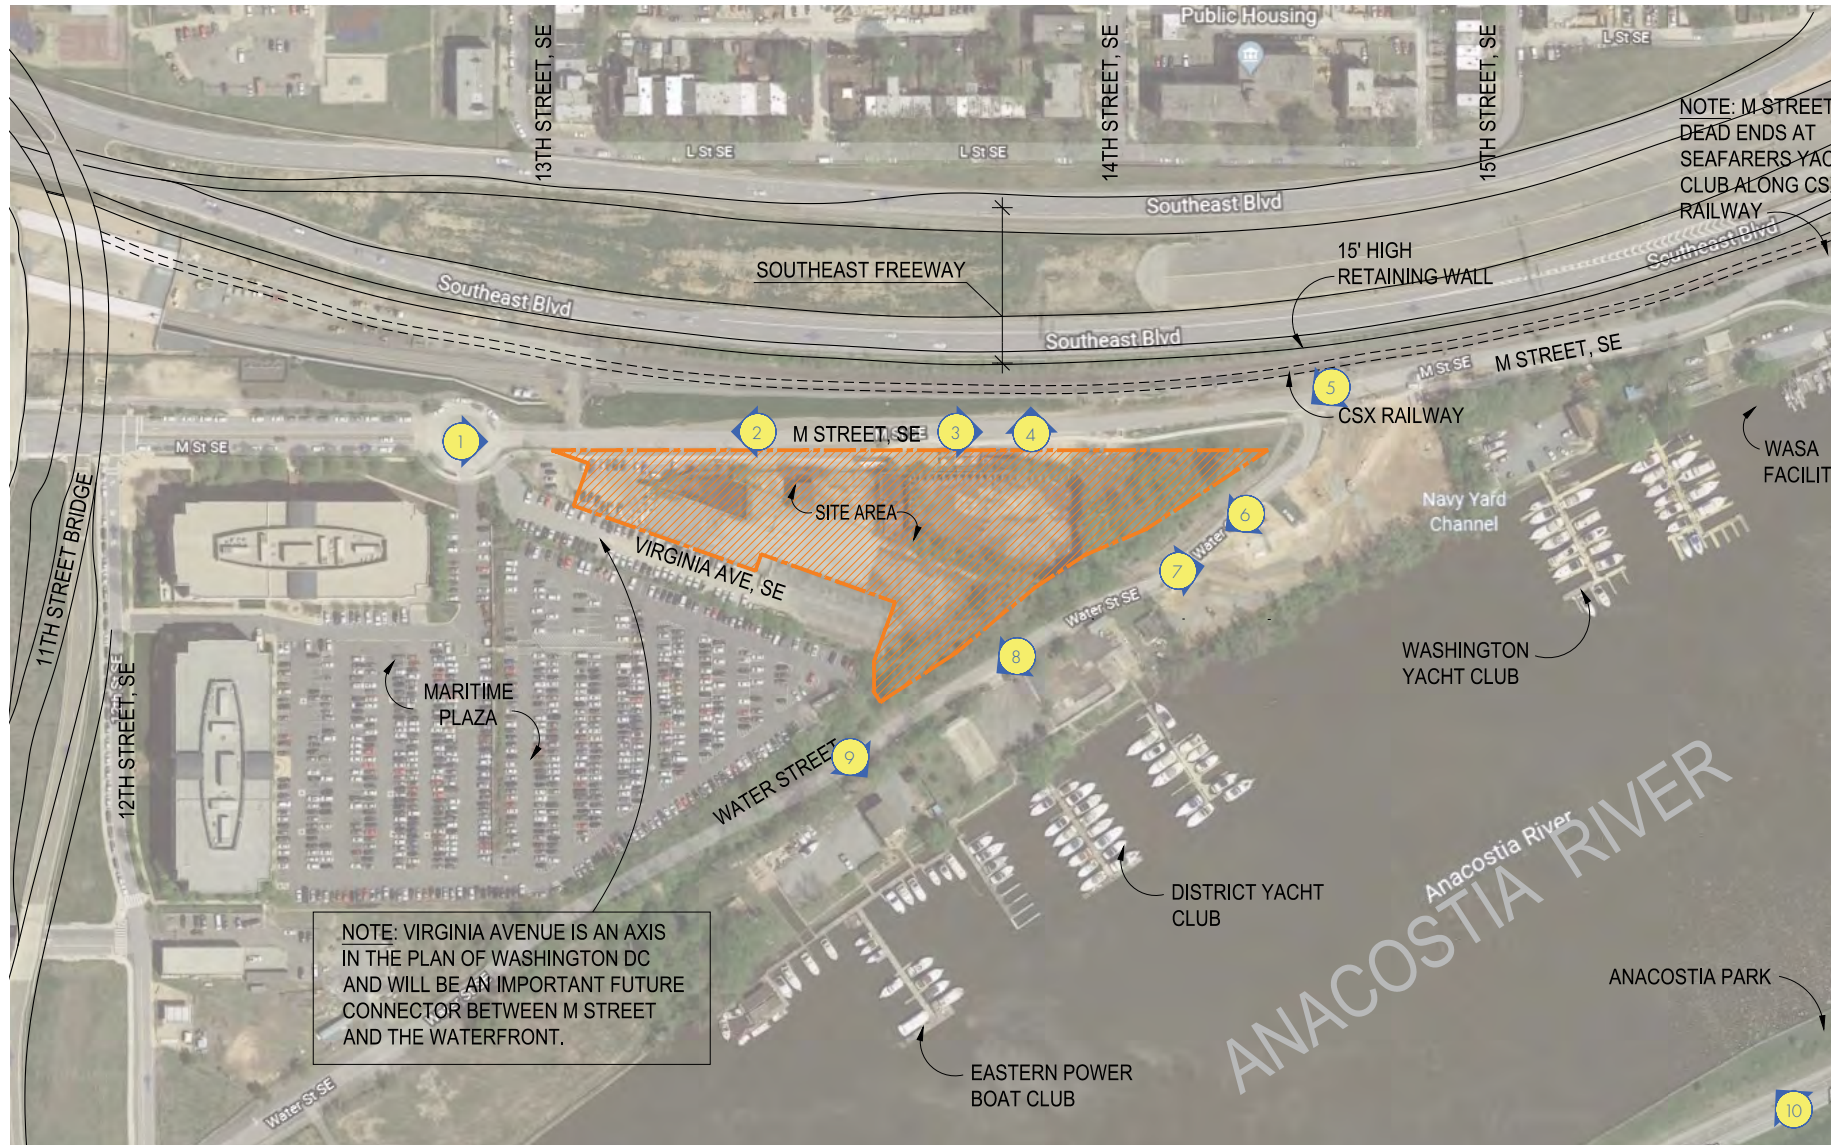 Public Housing
L St SE
13TH STREET, SE
14TH STREET, SE
15TH STREET, SE
NOTE: M STREET
DEAD ENDS AT
SEAFARERS
CLUB ALONG
RAILWAY
L St SE
L St SE
Southeast Blvd
Southeast Blvd
15' HIGH
RETAINING WALL
SOUTHEAST FREEWAY
Southeast Blvd
Southeast Blvd
M STREET, SE
M St SE
5
CSX RAILWAY
WASA
1
2
M STREET, SE
3
4
M St SE
11TH STREET BRIDGE
SITE AREA
Navy Yard
Channel
6
Water
7
VIRGINIA AVE, SE
Water St SE
8
WASHINGTON
YACHT CLUB
12TH STREET, SE
MARITIME
PLAZA
9
WATER STREET
DISTRICT YACHT
CLUB
Anacostia River
ANACOSTIA RIVER
NOTE: VIRGINIA AVENUE IS AN AXIS
IN THE PLAN OF WASHINGTON DC
AND WILL BE AN IMPORTANT FUTURE
CONNECTOR BETWEEN M STREET
AND THE WATERFRONT.
ANACOSTIA PARK
EASTERN POWER
BOAT CLUB
Water St SE
10